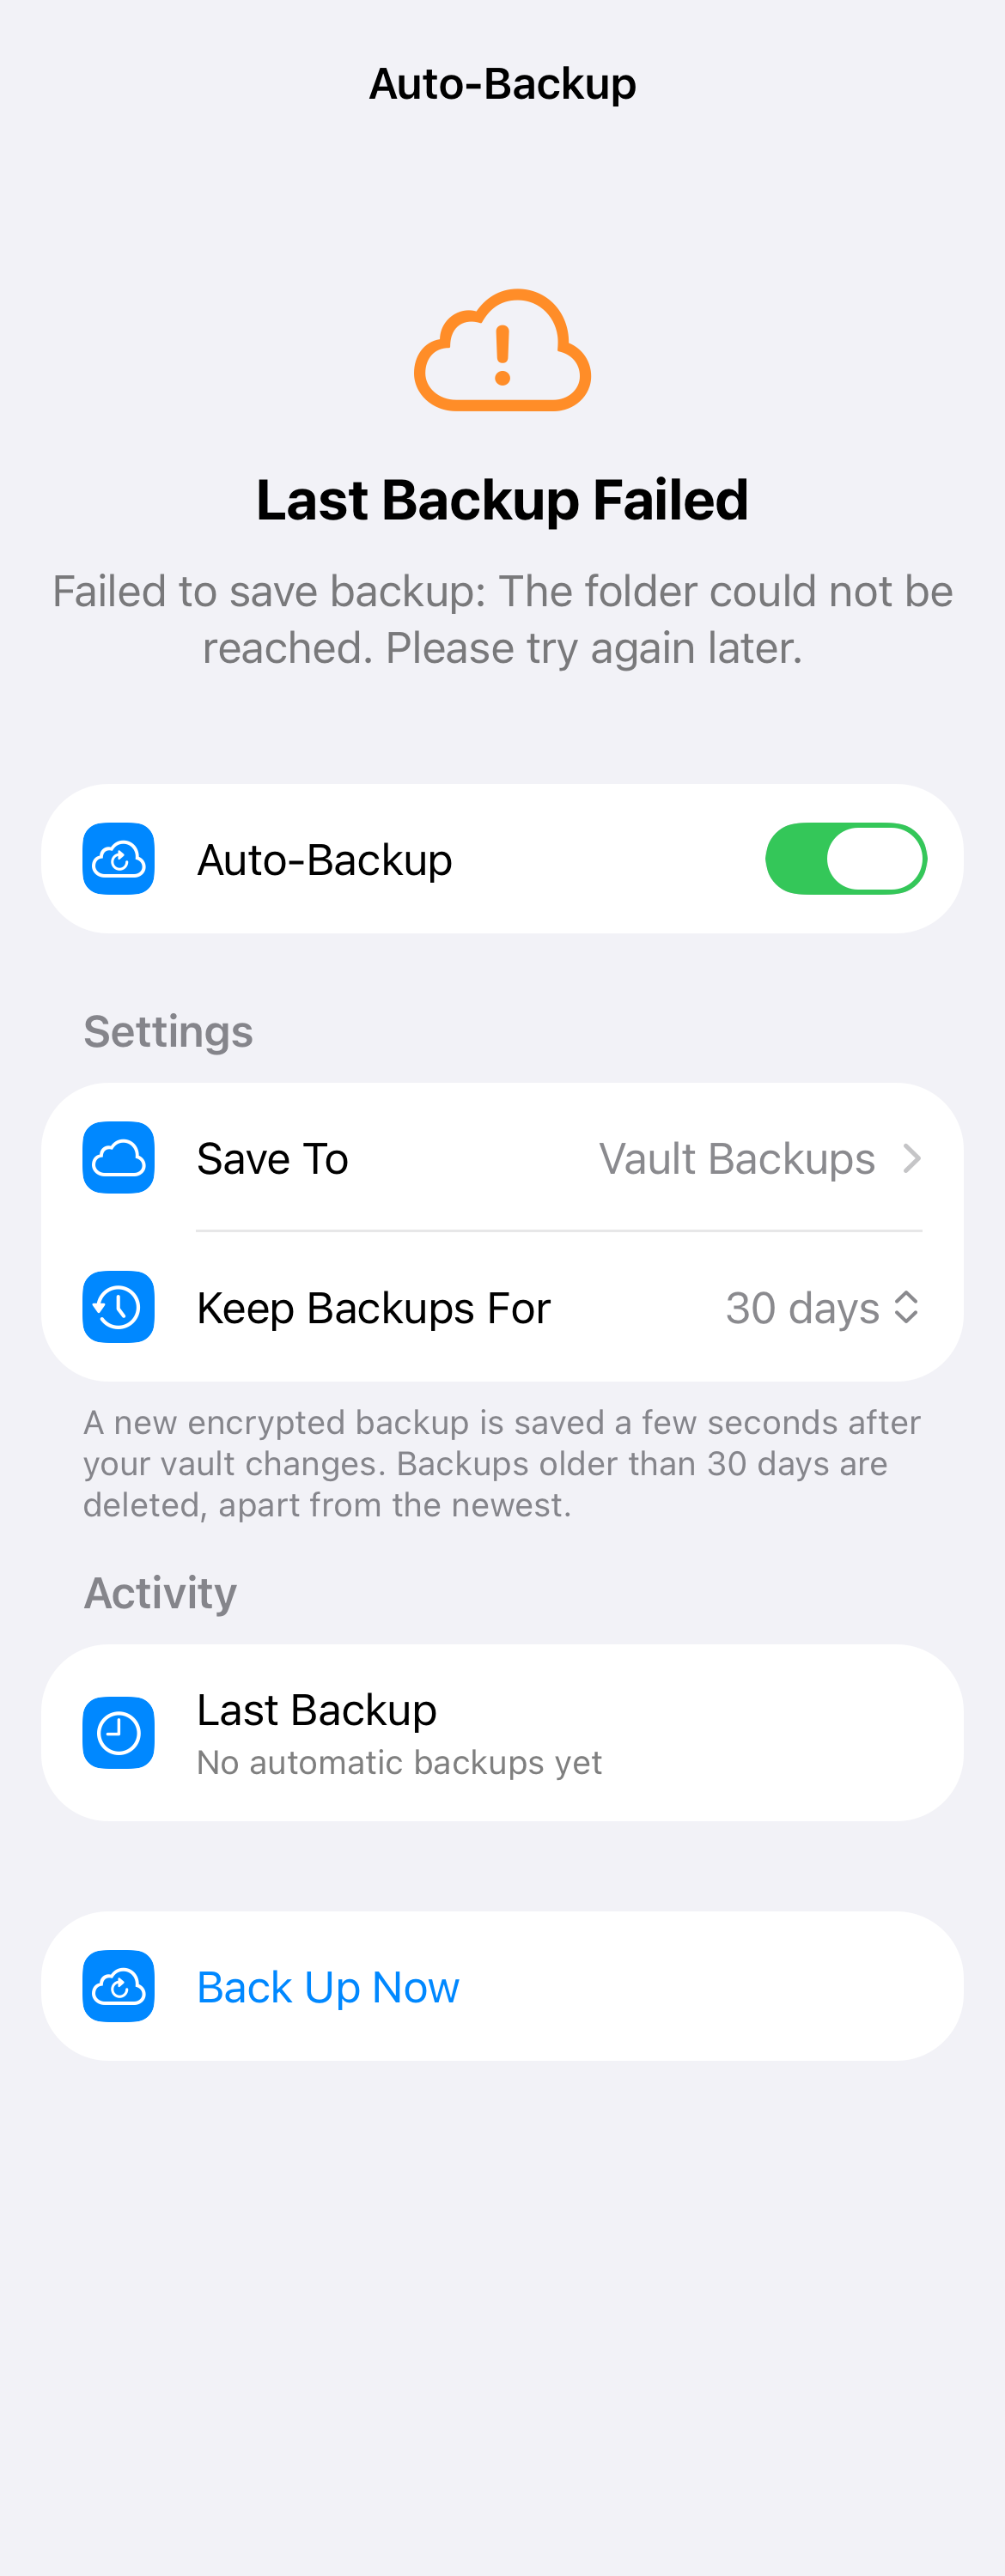 Auto-Backup
Last Backup Failed
Failed to save backup: The folder could not be
reached. Please try again later.
Auto-Backup
Settings
Save To
Vault Backups
Keep Backups For
30 days
A new encrypted backup is saved a few seconds after
your vault changes. Backups older than 30 days are
deleted, apart from the newest.
Activity
Last Backup
No automatic backups yet
Back Up Now